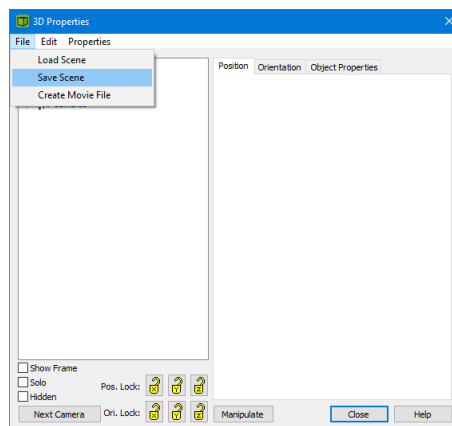 3D Properties
File Edit Properties
Load Scene
Save Scene
Create Movie File
Position Orientation Object Properties
Show Frame
Solo
Hidden
Pos. Lock: X Y Z
Next Camera Ori. Lock: X Y Z Manipulate Close Help